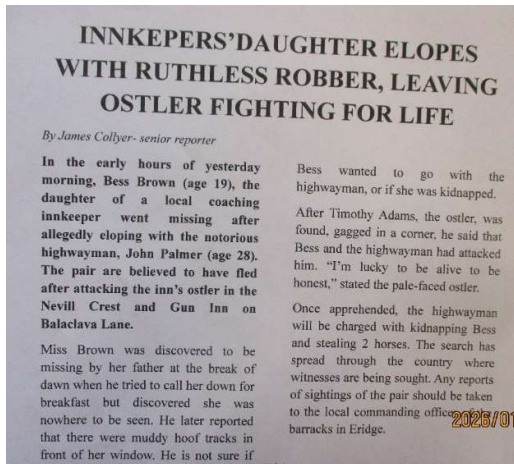 INNKEPERS'DAUGHTER ELOPES
WITH RUTHLESS ROBBER, LEAVING
OSTLER FIGHTING FOR LIFE
By James Collyer- senior reporter
In the early hours of yesterday
morning, Bess Brown (age 19), the
daughter of a local coaching
innkeeper went missing after
allegedly eloping with the notorious
highwayman, John Palmer (age 28).
The pair are believed to have fled
after attacking the inn's ostler in the
Nevill Crest and Gun Inn on
Balaclava Lane.
Miss Brown was discovered to be
missing by her father at the break of
dawn when he tried to call her down for
breakfast but discovered she was
nowhere to be seen. He later reported
that there were muddy hoof tracks in
front of her window. He is not sure if
Bess wanted to go with the
highwayman, or if she was kidnapped.
After Timothy Adams, the ostler, was
found, gagged in a corner, he said that
Bess and the highwayman had attacked
him. "I'm lucky to be alive to be
honest," stated the pale-faced ostler.
Once apprehended, the highwayman
will be charged with kidnapping Bess
and stealing 2 horses. The search has
spread through the country where
witnesses are being sought. Any reports
of sightings of the pair should be taken
to the local commanding officer
barracks in Eridge.
2026/01